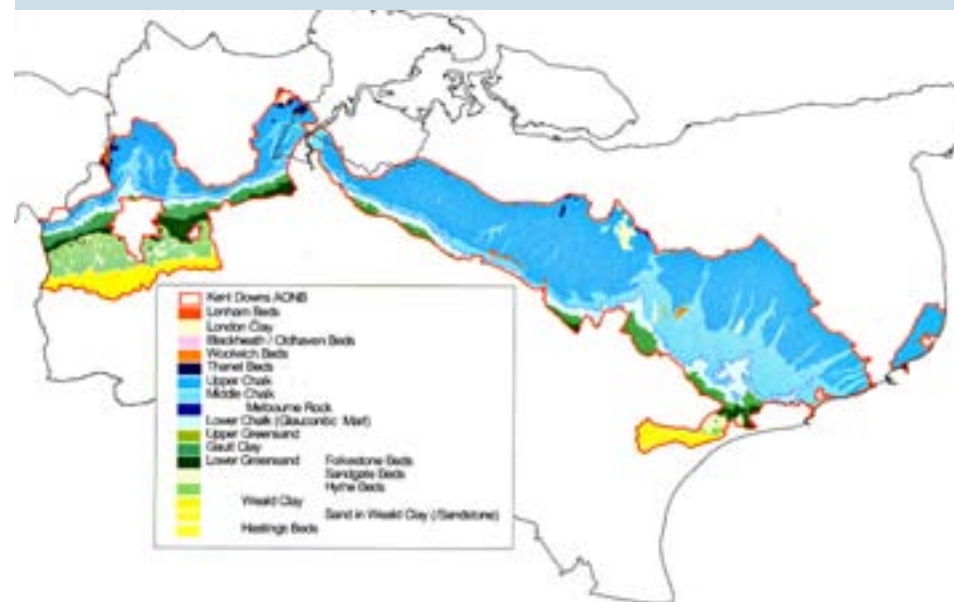 Kent Downs AONB
Lenham Beds
London Clay
Blackheath / Oldhaven Beds
Woolwich Beds
Thanet Beds
Upper Chalk
Middle Chalk
Melbourne Rock
Lower Chalk (Glauconitic Marl)
Upper Greensand
Gault Clay
Lower Greensand Folkestone Beds
Sandgate Beds
Hythe Beds
Weald Clay
Sand in Weald Clay (/Sandstone)
Hastings Beds